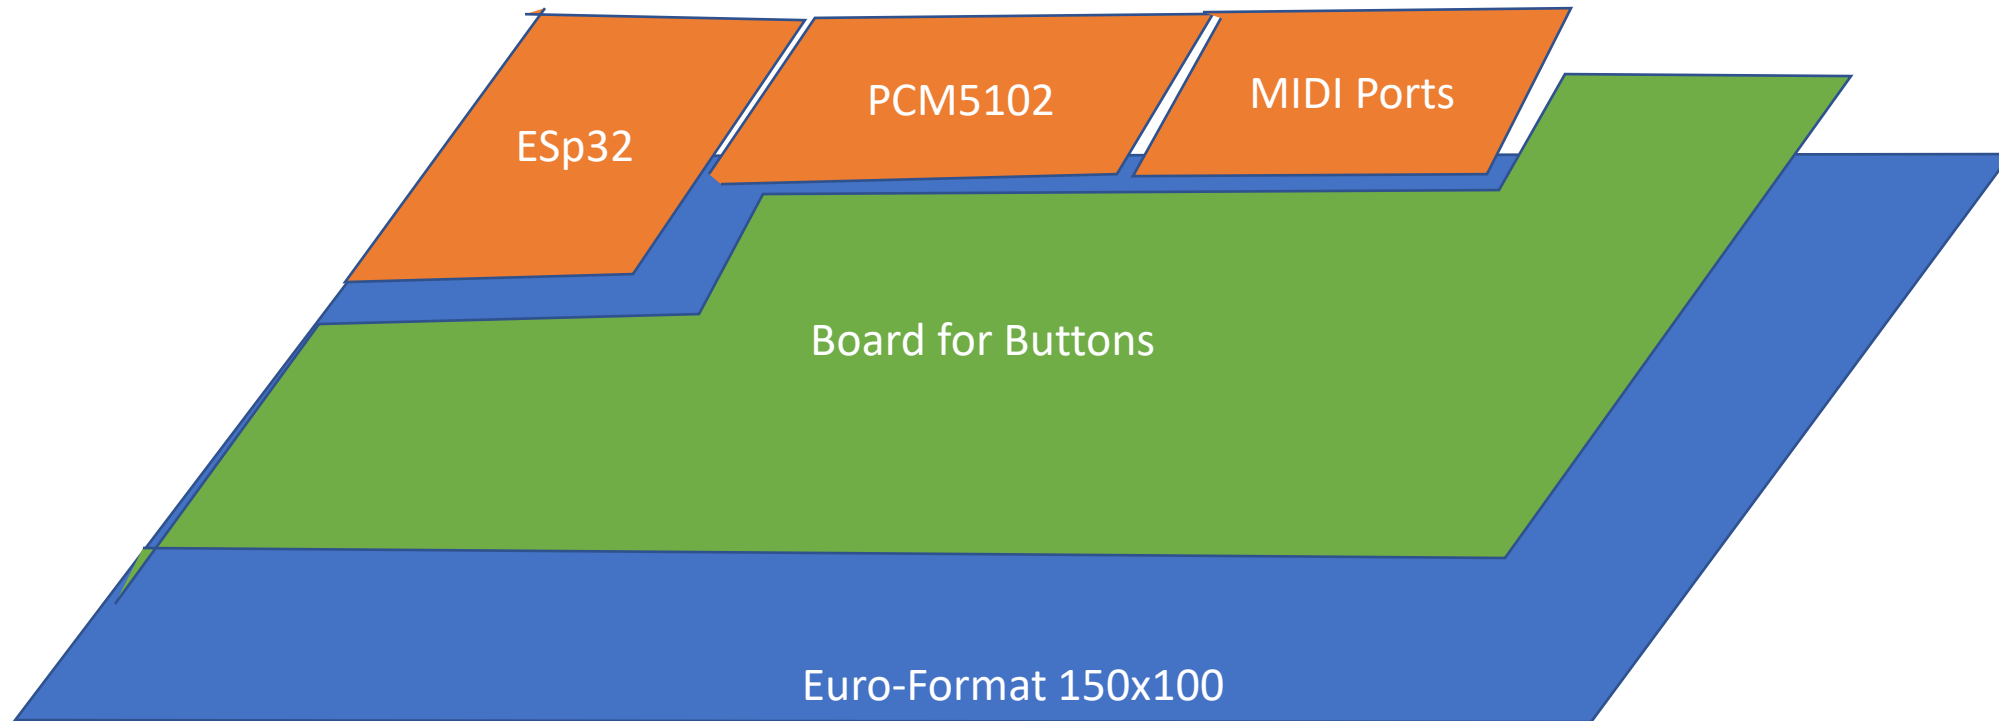 ESp32
PCM5102
MIDI Ports
Board for Buttons
Euro-Format 150x100